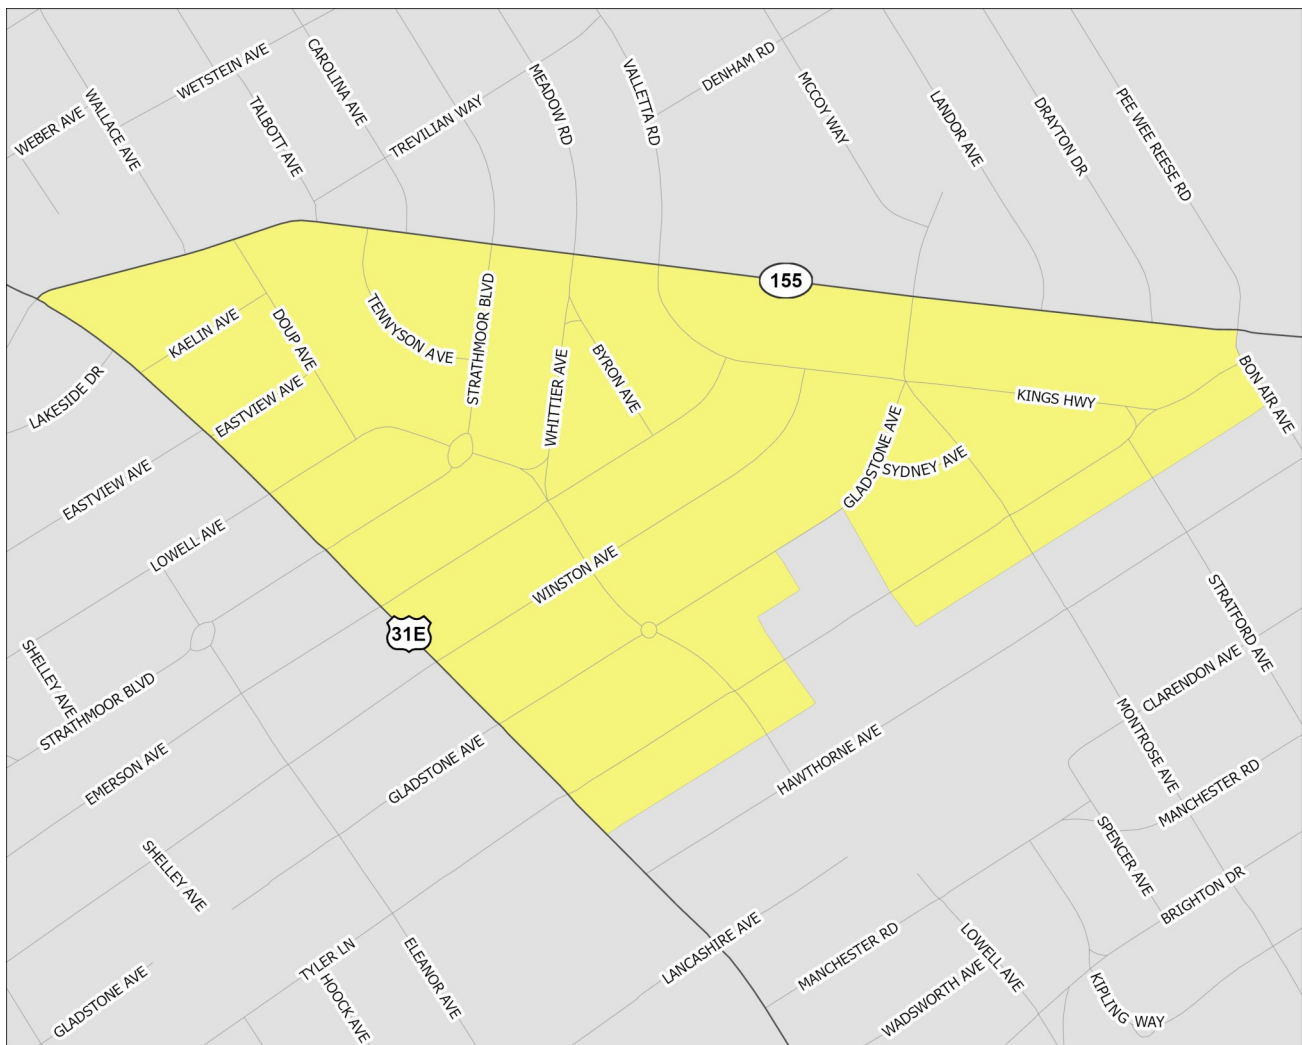 WEBER AVE
WALLACE AVE
WETSTEIN AVE
TALBOTT AVE
CAROLINA AVE
TREVILIAN WAY
MEADOW RD
VALLETTA RD
DENHAM RD
MCCOY WAY
LANDOR AVE
DRAYTON DR
PEE WEE REESE RD
155
KAELIN AVE
DOUP AVE
TENNYSON AVE
STRATHMOOR BLVD
WHITTIER AVE
BYRON AVE
LAKESIDE DR
EASTVIEW AVE
KINGS HWY
BON AIR AVE
GLADSTONE AVE
SYDNEY AVE
EASTVIEW AVE
LOWELL AVE
WINSTON AVE
31E
STRATFORD AVE
SHELLEY AVE
STRATHMOOR BLVD
CLARENDON AVE
EMERSON AVE
GLADSTONE AVE
HAWTHORNE AVE
MONTROSE AVE
MANCHESTER RD
SHELLEY AVE
SPENCER AVE
BRIGHTON DR
TYLER LN
ELEANOR AVE
LANCASHIRE AVE
MANCHESTER RD
LOWELL AVE
GLADSTONE AVE
HOOCK AVE
WADSWORTH AVE
KIPLING WAY